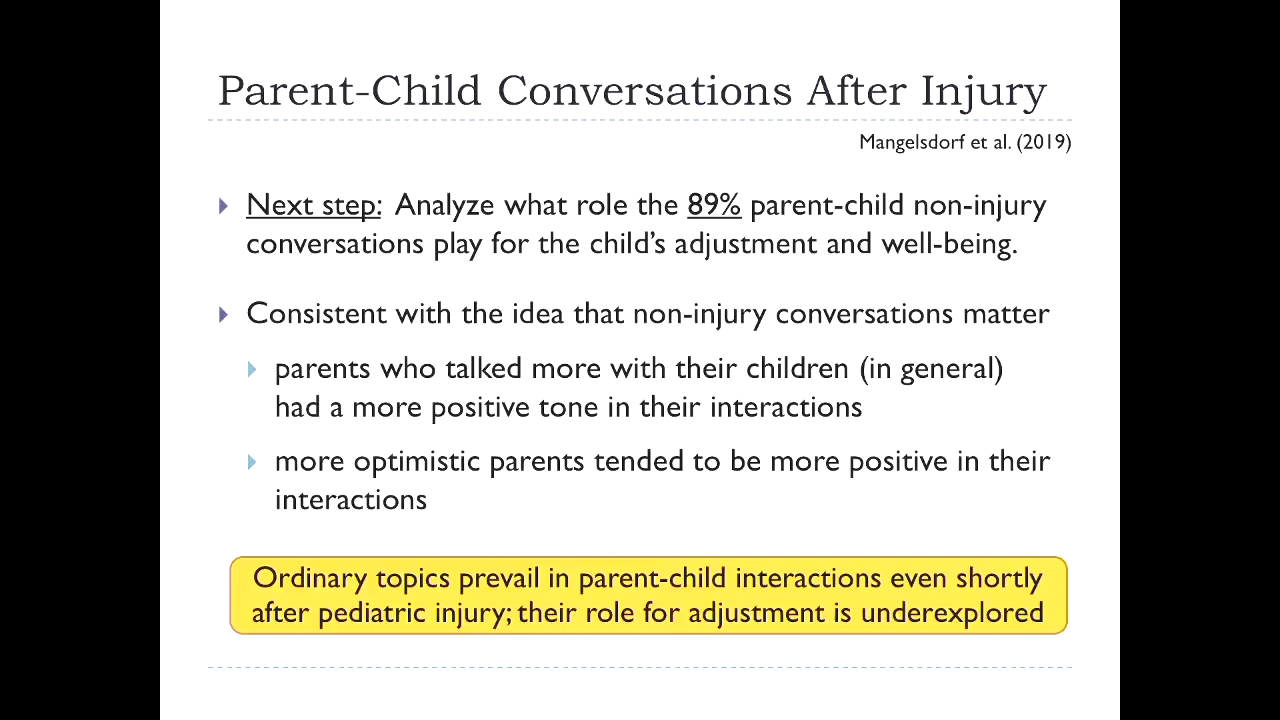 Parent-Child Conversations After Injury
Mangelsdorf et al. (2019)
Next step: Analyze what role the 89% parent-child non-injury
conversations play for the child's adjustment and well-being.
Consistent with the idea that non-injury conversations matter
parents who talked more with their children (in general)
had a more positive tone in their interactions
more optimistic parents tended to be more positive in their
interactions
Ordinary topics prevail in parent-child interactions even shortly
after pediatric injury; their role for adjustment is underexplored